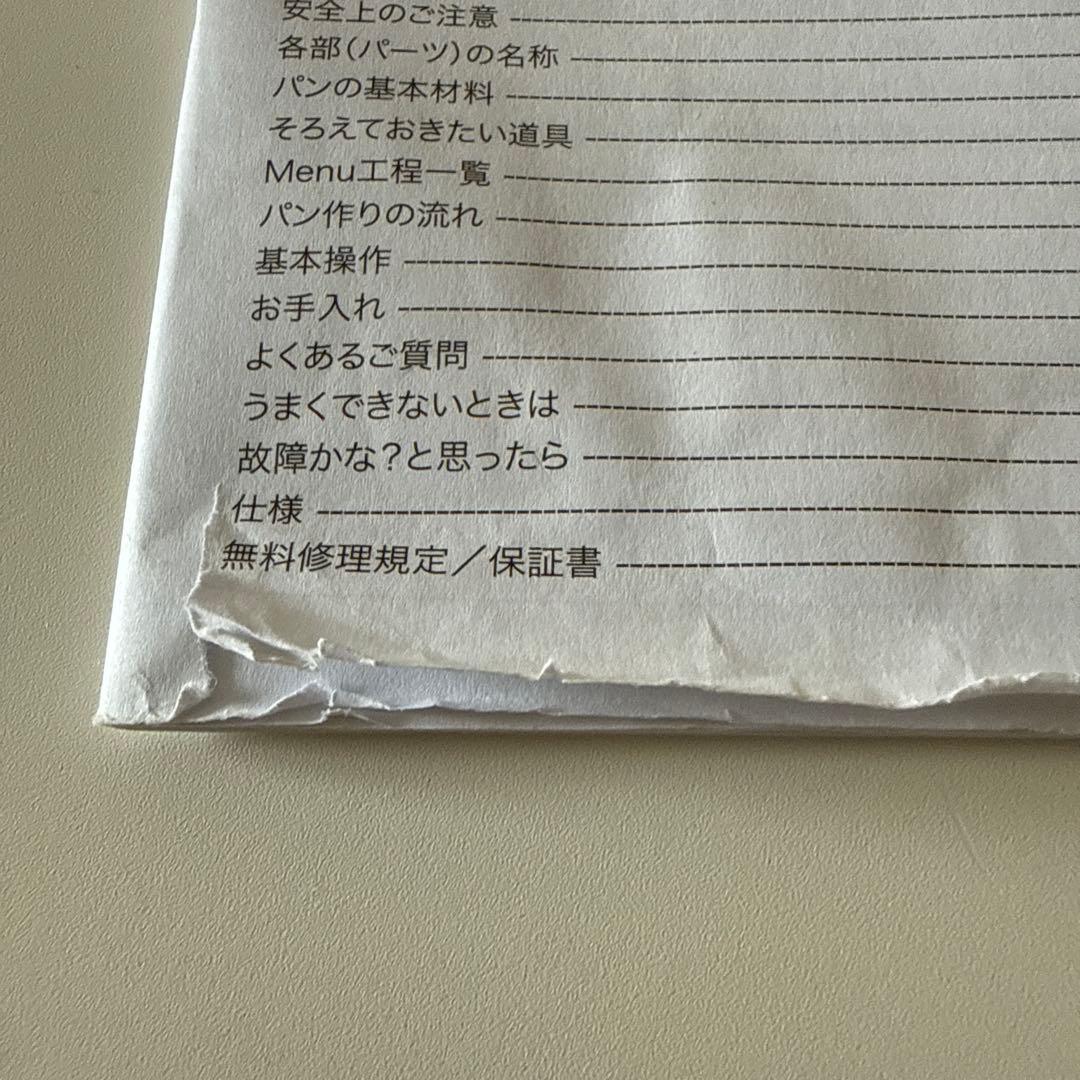 安全上のご注意
各部(パーツ)の名称
パンの基本材料
そろえておきたい道具
Menu工程一覧
パン作りの流れ
基本操作
お手入れ
よくあるご質問
うまくできないときは
故障かな?と思ったら
仕様
無料修理規定/保証書